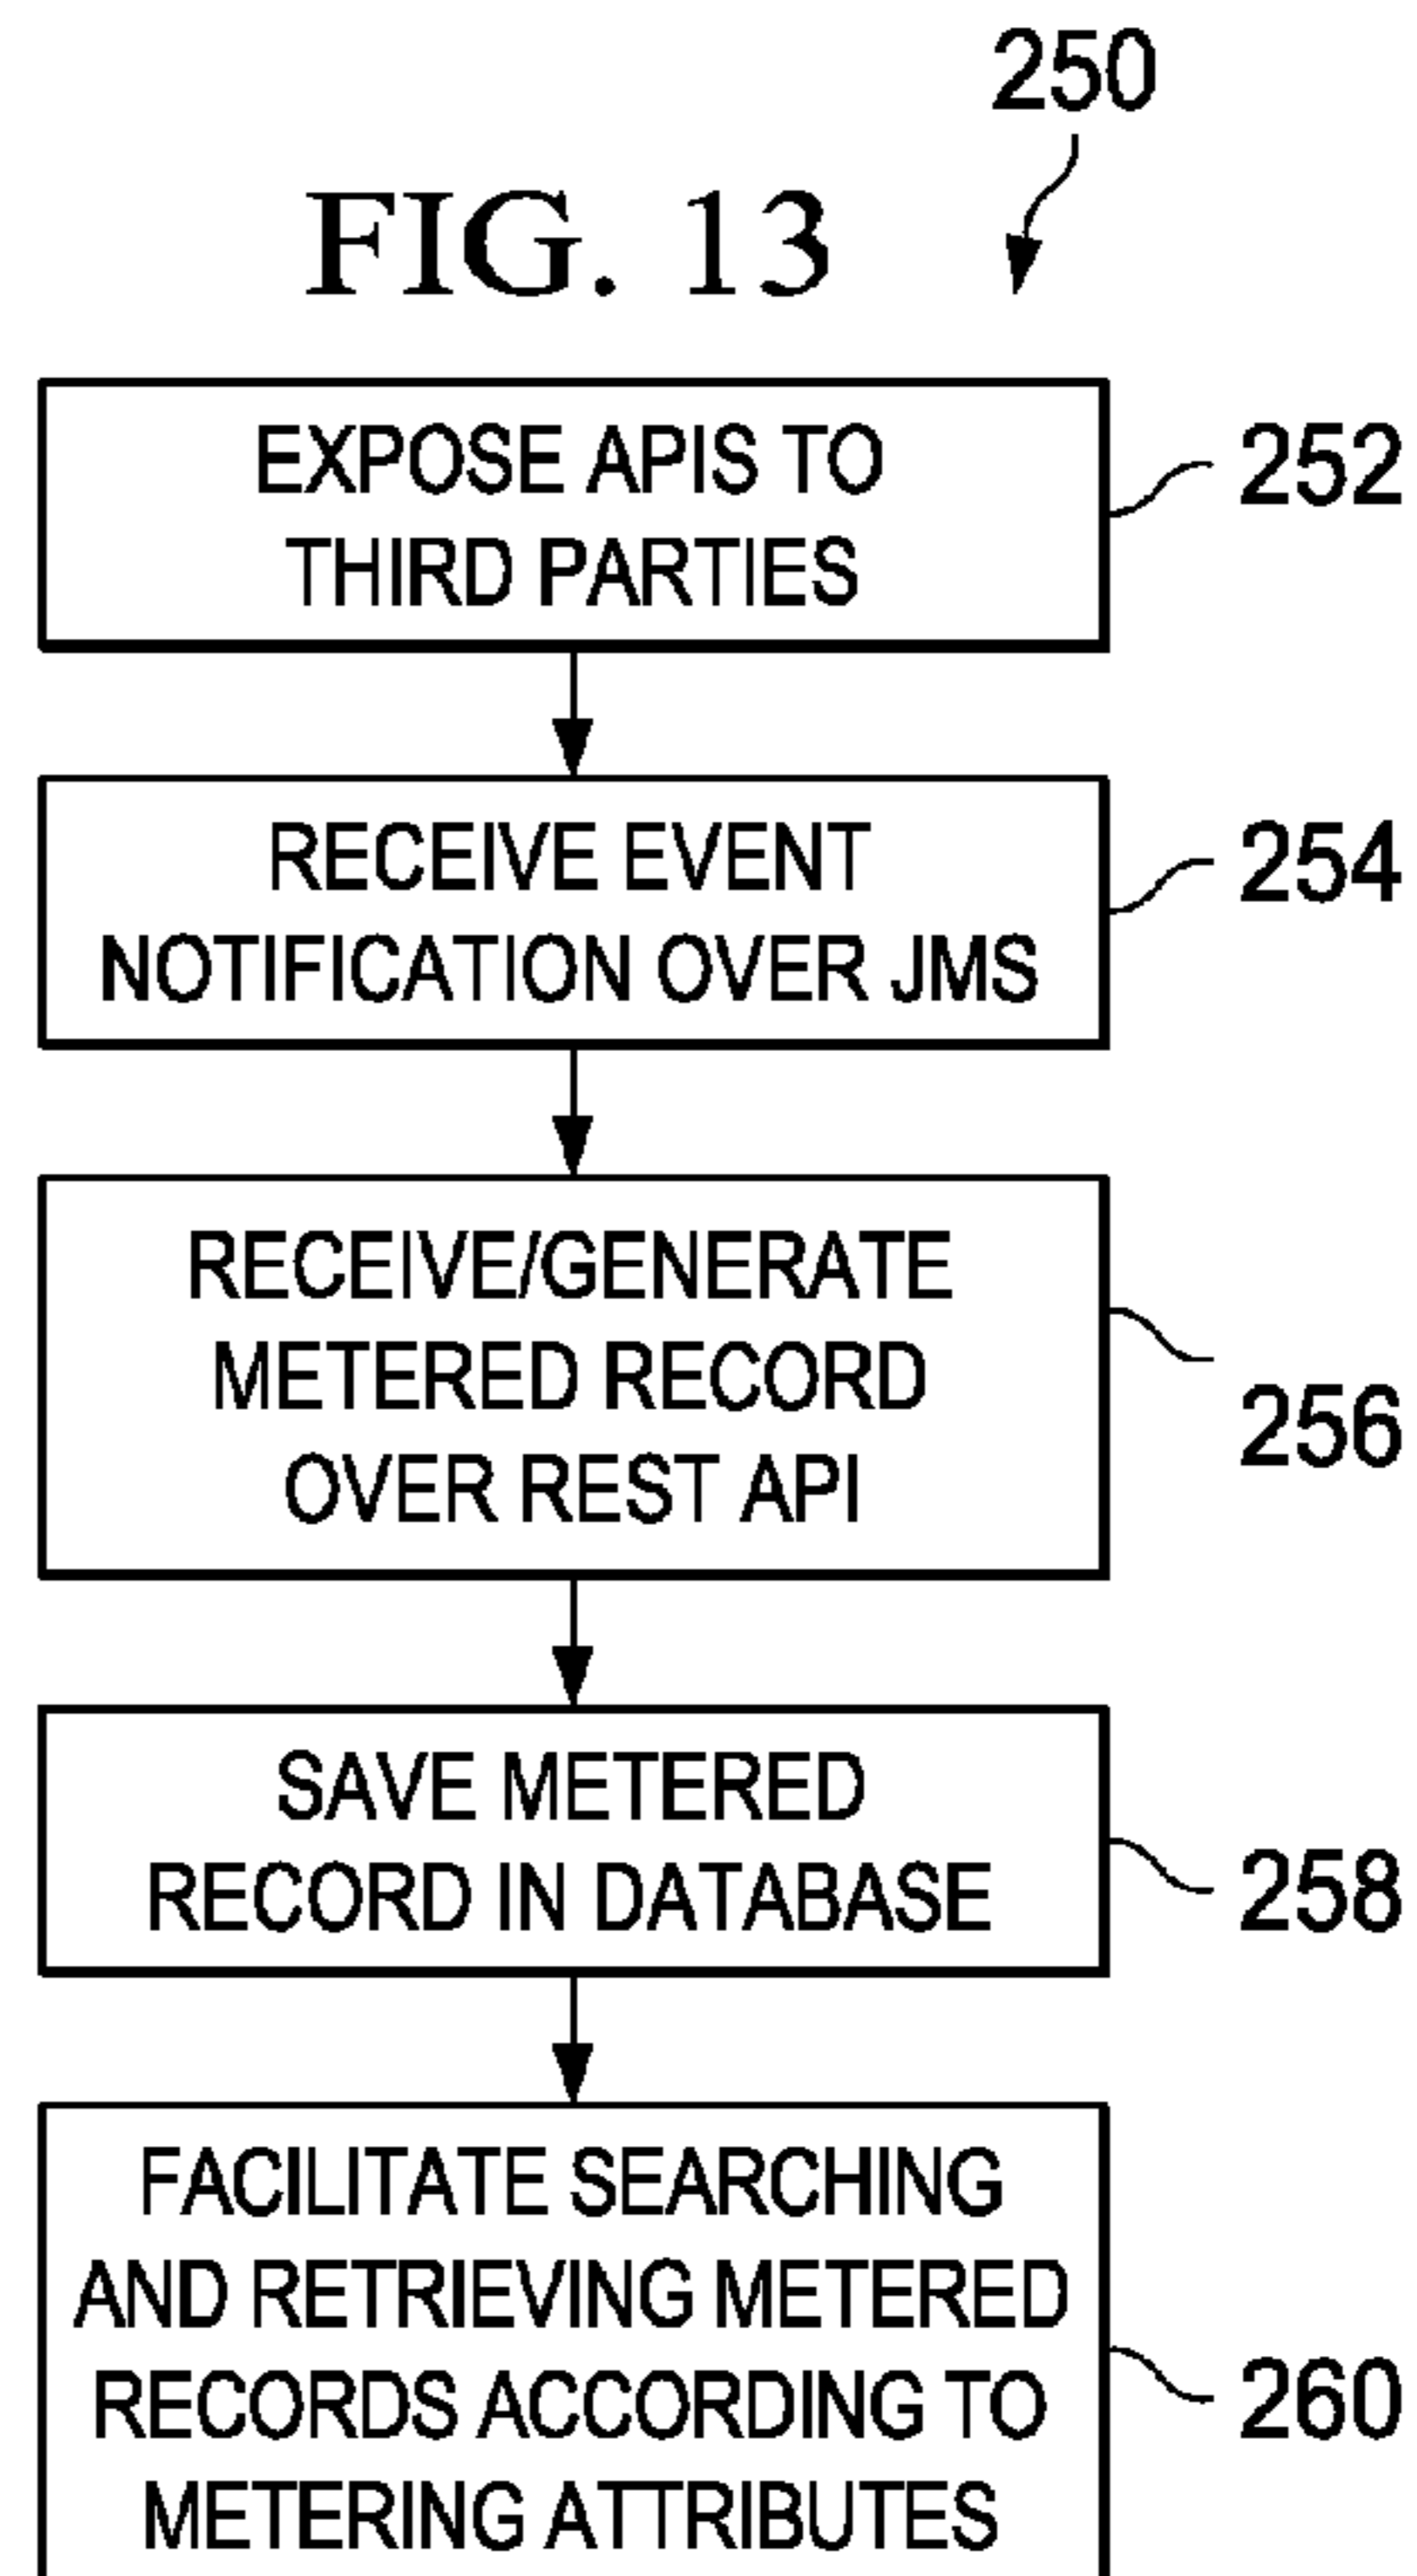 250
FIG. 13
EXPOSE APIS TO
THIRD PARTIES
252
RECEIVE EVENT
NOTIFICATION OVER JMS
254
RECEIVE/GENERATE
METERED RECORD
OVER REST API
256
SAVE METERED
RECORD IN DATABASE
258
FACILITATE SEARCHING
AND RETRIEVING METERED
RECORDS ACCORDING TO
METERING ATTRIBUTES
260